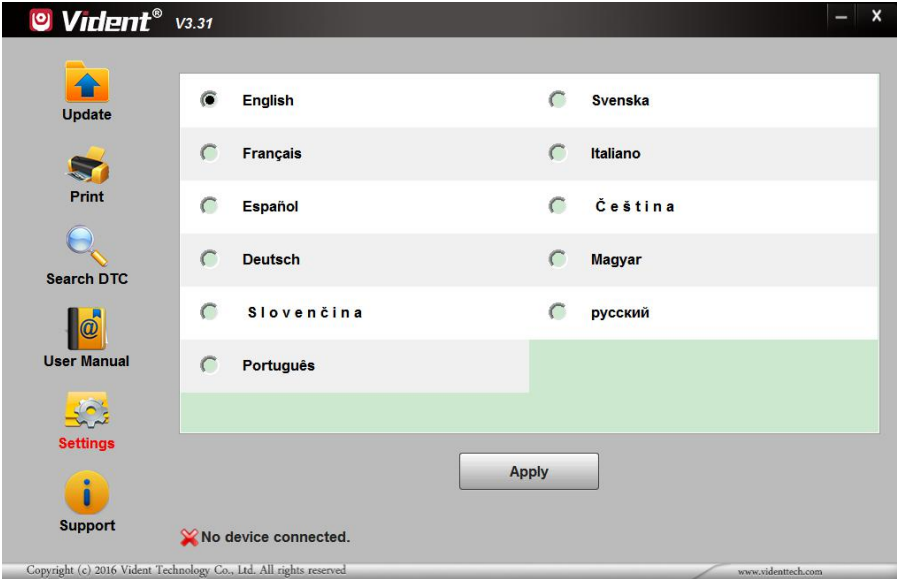 Vident® V3.31
Update
Print
Search DTC
User Manual
Settings
Support
English
Svenska
Français
Italiano
Español
Čeština
Deutsch
Magyar
Slovenčina
русский
Português
Apply
No device connected.
Copyright (c) 2016 Vident Technology Co., Ltd. All rights reserved
www.videnttech.com